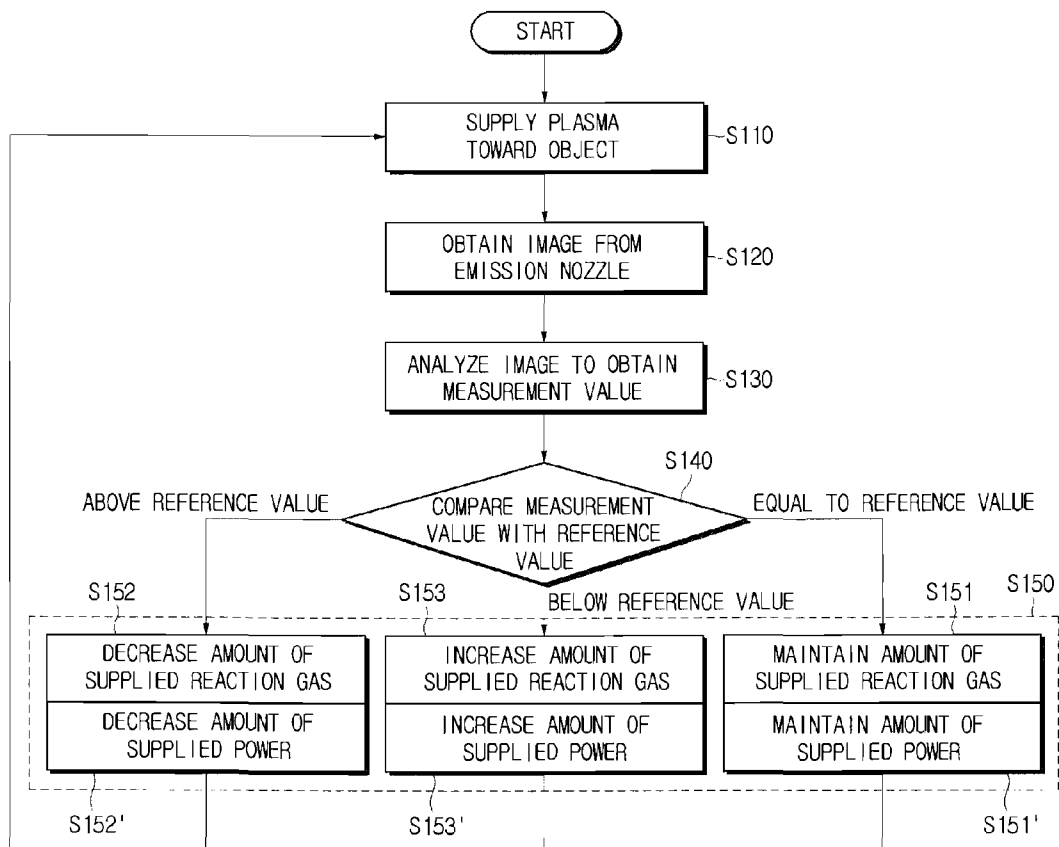 START
SUPPLY PLASMA
TOWARD OBJECT
S110
OBTAIN IMAGE FROM
EMISSION NOZZLE
S120
ANALYZE IMAGE TO OBTAIN
MEASUREMENT VALUE
S130
S140
ABOVE REFERENCE VALUE
COMPARE MEASUREMENT
VALUE WITH REFERENCE
VALUE
EQUAL TO REFERENCE VALUE
BELOW REFERENCE VALUE
S152
S153
S151
S150
DECREASE AMOUNT OF
SUPPLIED REACTION GAS
DECREASE AMOUNT OF
SUPPLIED POWER
INCREASE AMOUNT OF
SUPPLIED REACTION GAS
INCREASE AMOUNT OF
SUPPLIED POWER
MAINTAIN AMOUNT OF
SUPPLIED REACTION GAS
MAINTAIN AMOUNT OF
SUPPLIED POWER
S152'
S153'
S151'